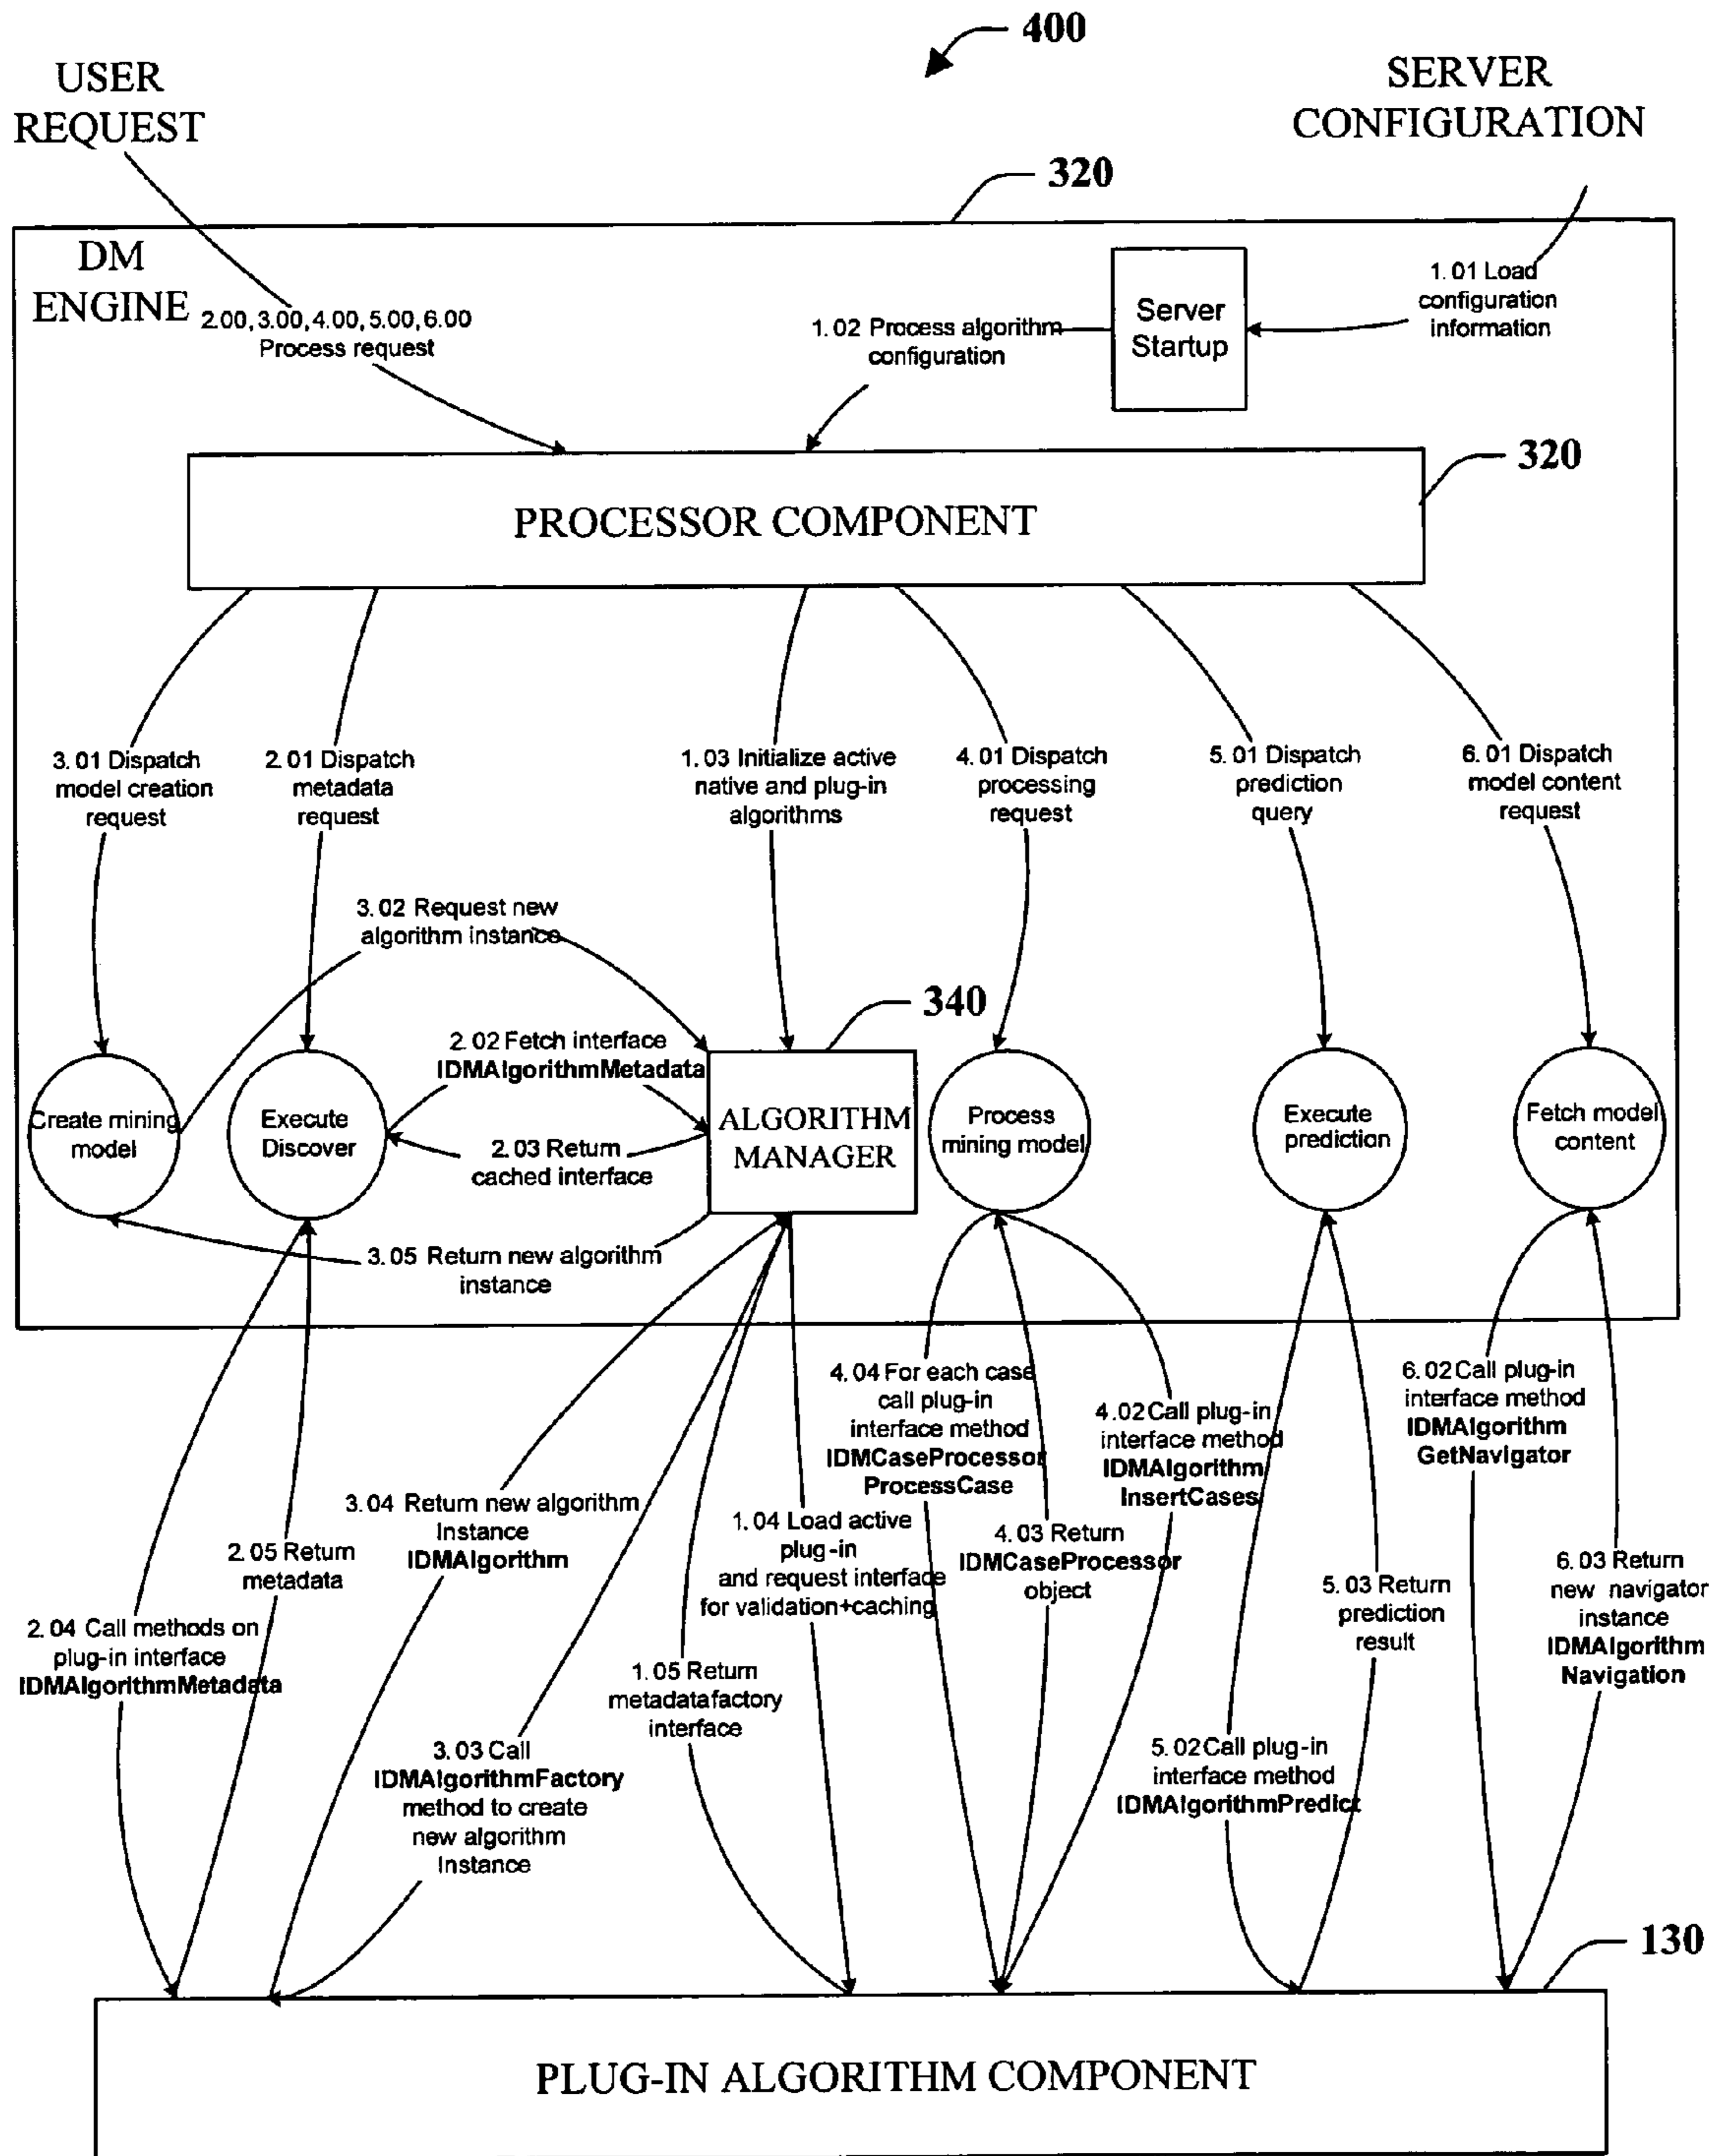 400
USER
REQUEST
SERVER
CONFIGURATION
320
DM
ENGINE
2.00, 3.00, 4.00, 5.00, 6.00
Process request
1.02 Process algorithm
configuration
Server
Startup
1.01 Load
configuration
information
320
PROCESSOR COMPONENT
3.01 Dispatch
model creation
request
2.01 Dispatch
metadata
request
1.03 Initialize active
native and plug-in
algorithms
4.01 Dispatch
processing
request
5.01 Dispatch
prediction
query
6.01 Dispatch
model content
request
3.02 Request new
algorithm instance
340
2.02 Fetch interface
IDMAlgorithmMetadata
Create mining
model
Execute
Discover
2.03 Return
cached interface
ALGORITHM
MANAGER
Process
mining model
Execute
prediction
Fetch model
content
3.05 Return new algorithm
instance
4.04 For each case
call plug-in
interface method
IDMCaseProcessor
ProcessCase
4.02 Call plug-in
interface method
IDMAlgorithm
InsertCases
6.02 Call plug-in
interface method
IDMAlgorithm
GetNavigator
3.04 Return new algorithm
Instance
IDMAlgorithm
1.04 Load active
plug-in
and request interface
for validation+caching
4.03 Return
IDMCaseProcessor
object
2.05 Return
metadata
5.03 Return
prediction
result
6.03 Return
new navigator
instance
IDMAlgorithm
Navigation
2.04 Call methods on
plug-in interface
IDMAlgorithmMetadata
1.05 Return
metadatafactory
interface
3.03 Call
IDMAlgorithmFactory
method to create
new algorithm
Instance
5.02 Call plug-in
interface method
IDMAlgorithmPredict
130
PLUG-IN ALGORITHM COMPONENT